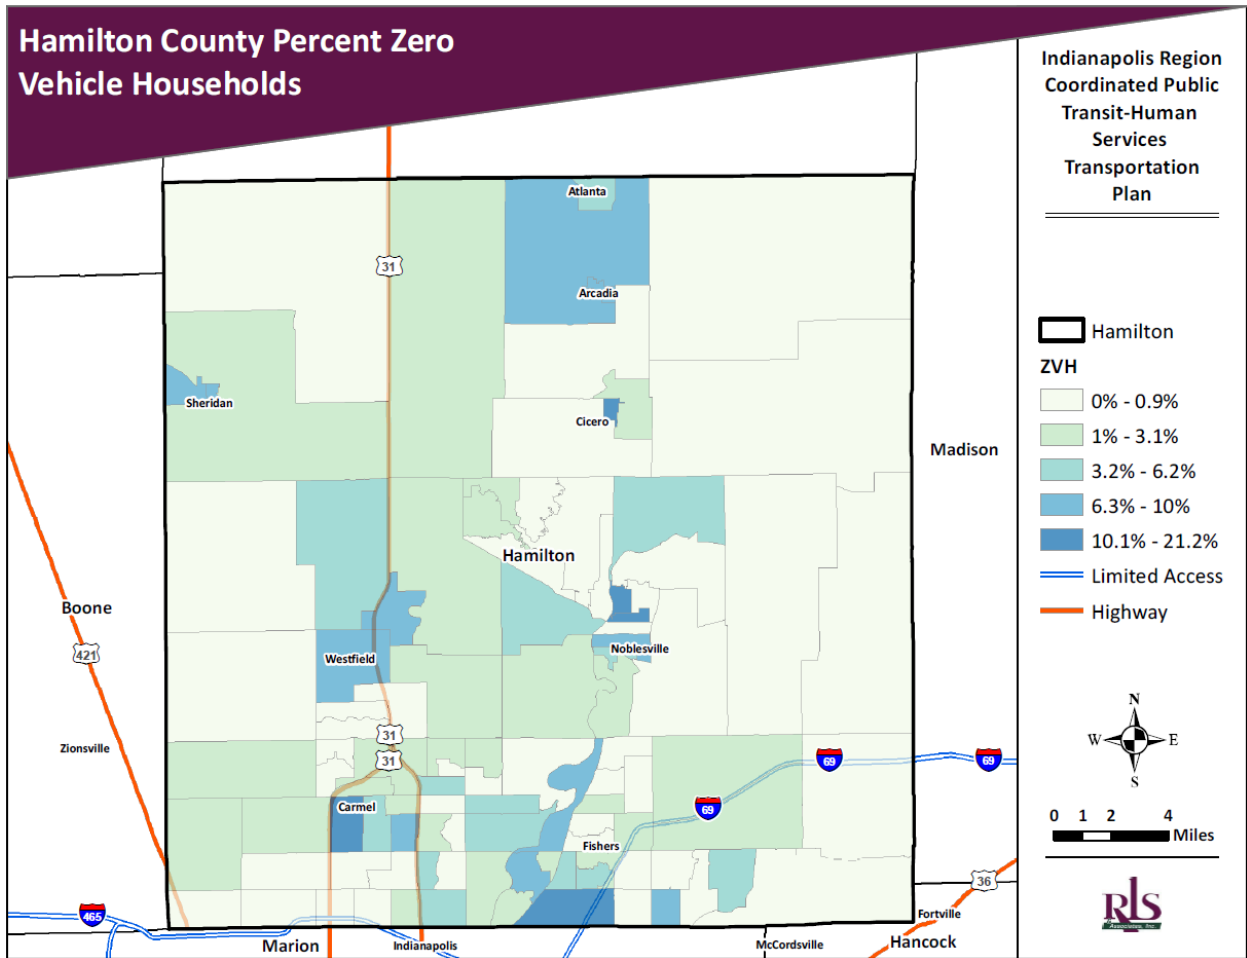 Hamilton County Percent Zero
Vehicle Households
Indianapolis Region
Coordinated Public
Transit-Human
Services
Transportation
Plan
Atlanta
31
Arcadia
Sheridan
Cicero
Madison
Hamilton
Boone
421
Westfield
Noblesville
Zionsville
31
31
69
69
69
Carmel
Fishers
465
Marion
Indianapolis
McCordsville
Hancock
Fortville
36
Hamilton
ZVH
0% - 0.9%
1% - 3.1%
3.2% - 6.2%
6.3% - 10%
10.1% - 21.2%
Limited Access
Highway
N
W
E
S
0 1 2 4
Miles
RLS
& Associates, Inc.